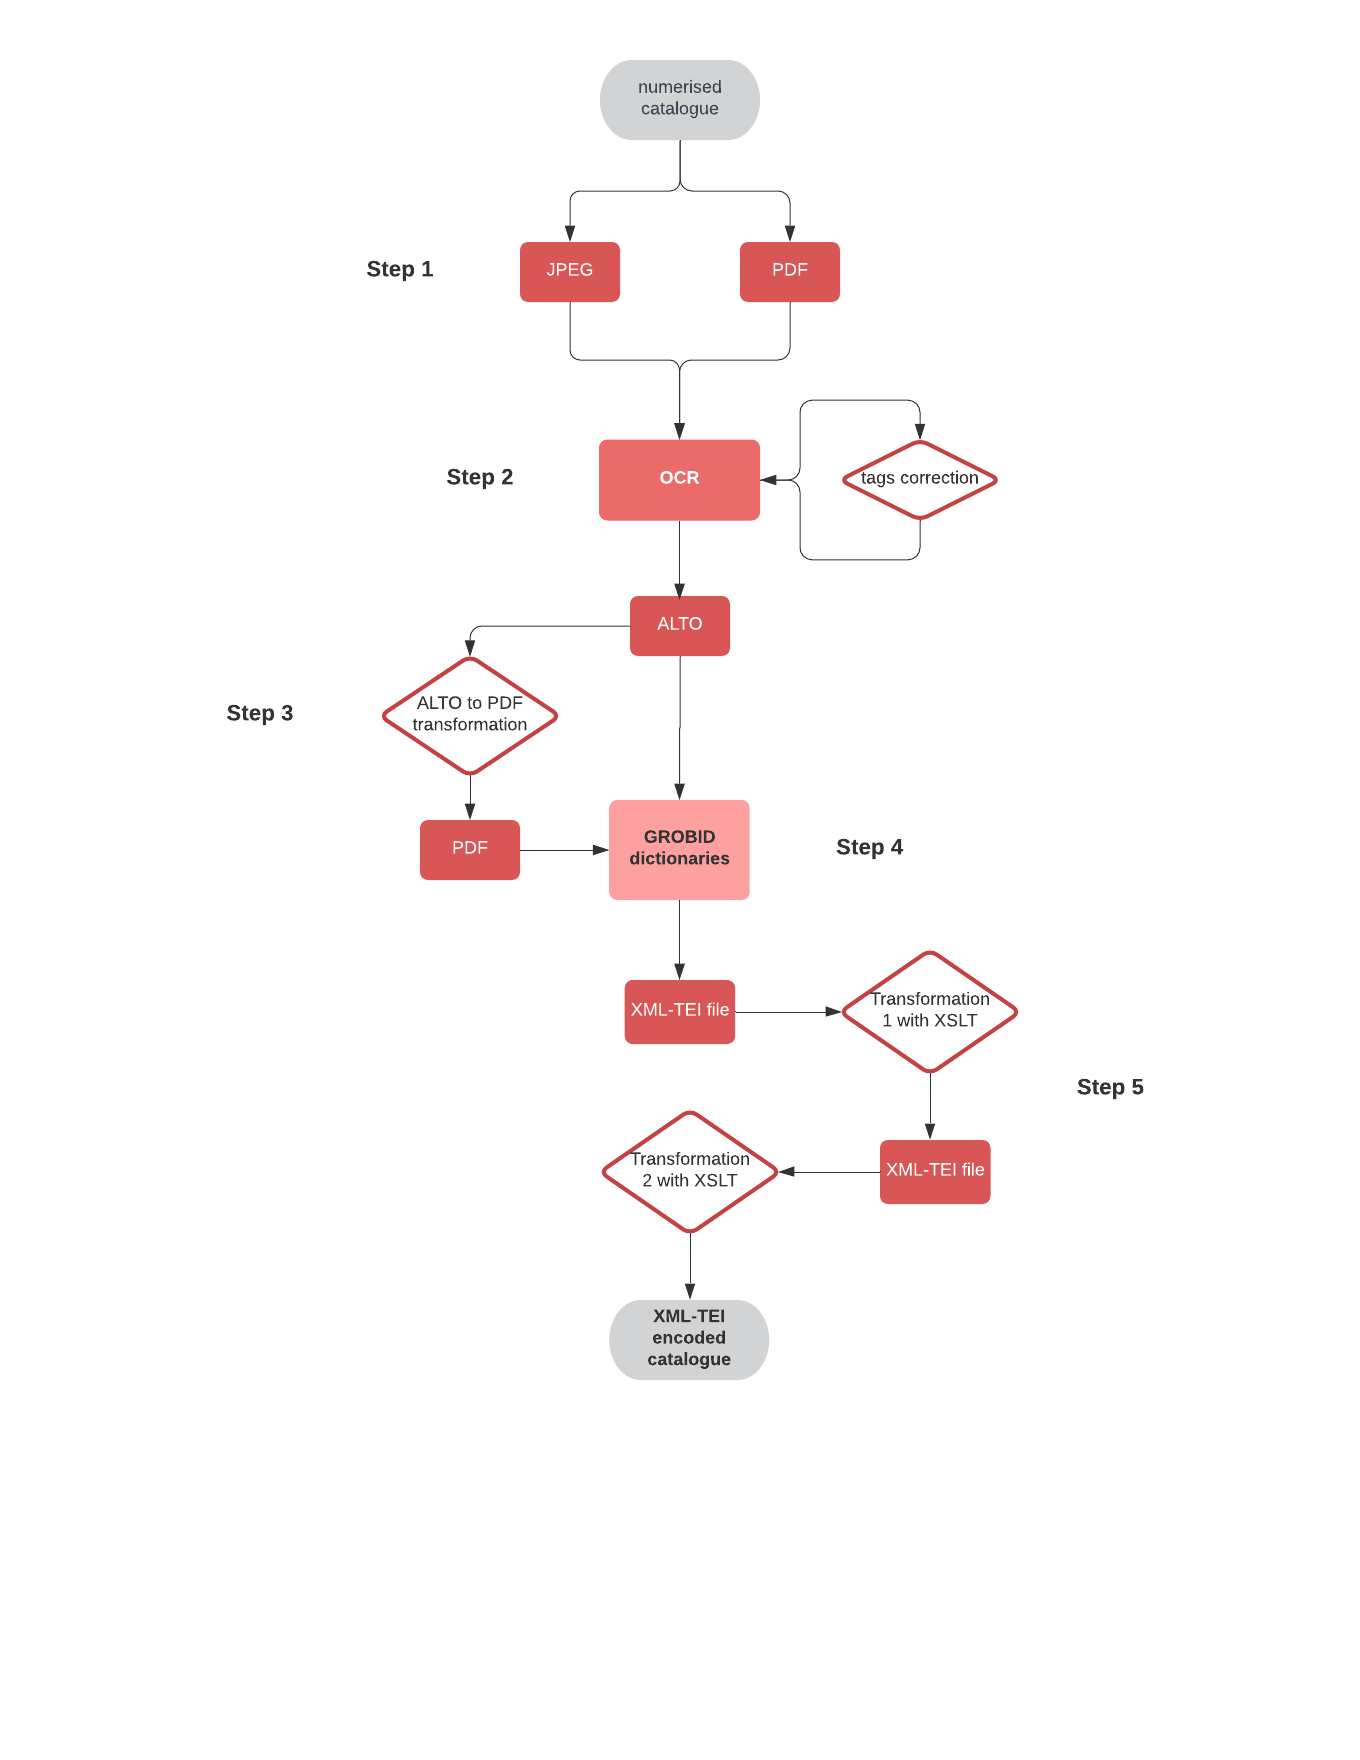 numerised
catalogue
Step 1
JPEG
PDF
Step 2
OCR
tags correction
ALTO
Step 3
ALTO to PDF
transformation
PDF
GROBID
dictionaries
Step 4
XML-TEI file
Transformation
1 with XSLT
Step 5
Transformation
2 with XSLT
XML-TEI file
XML-TEI
encoded
catalogue